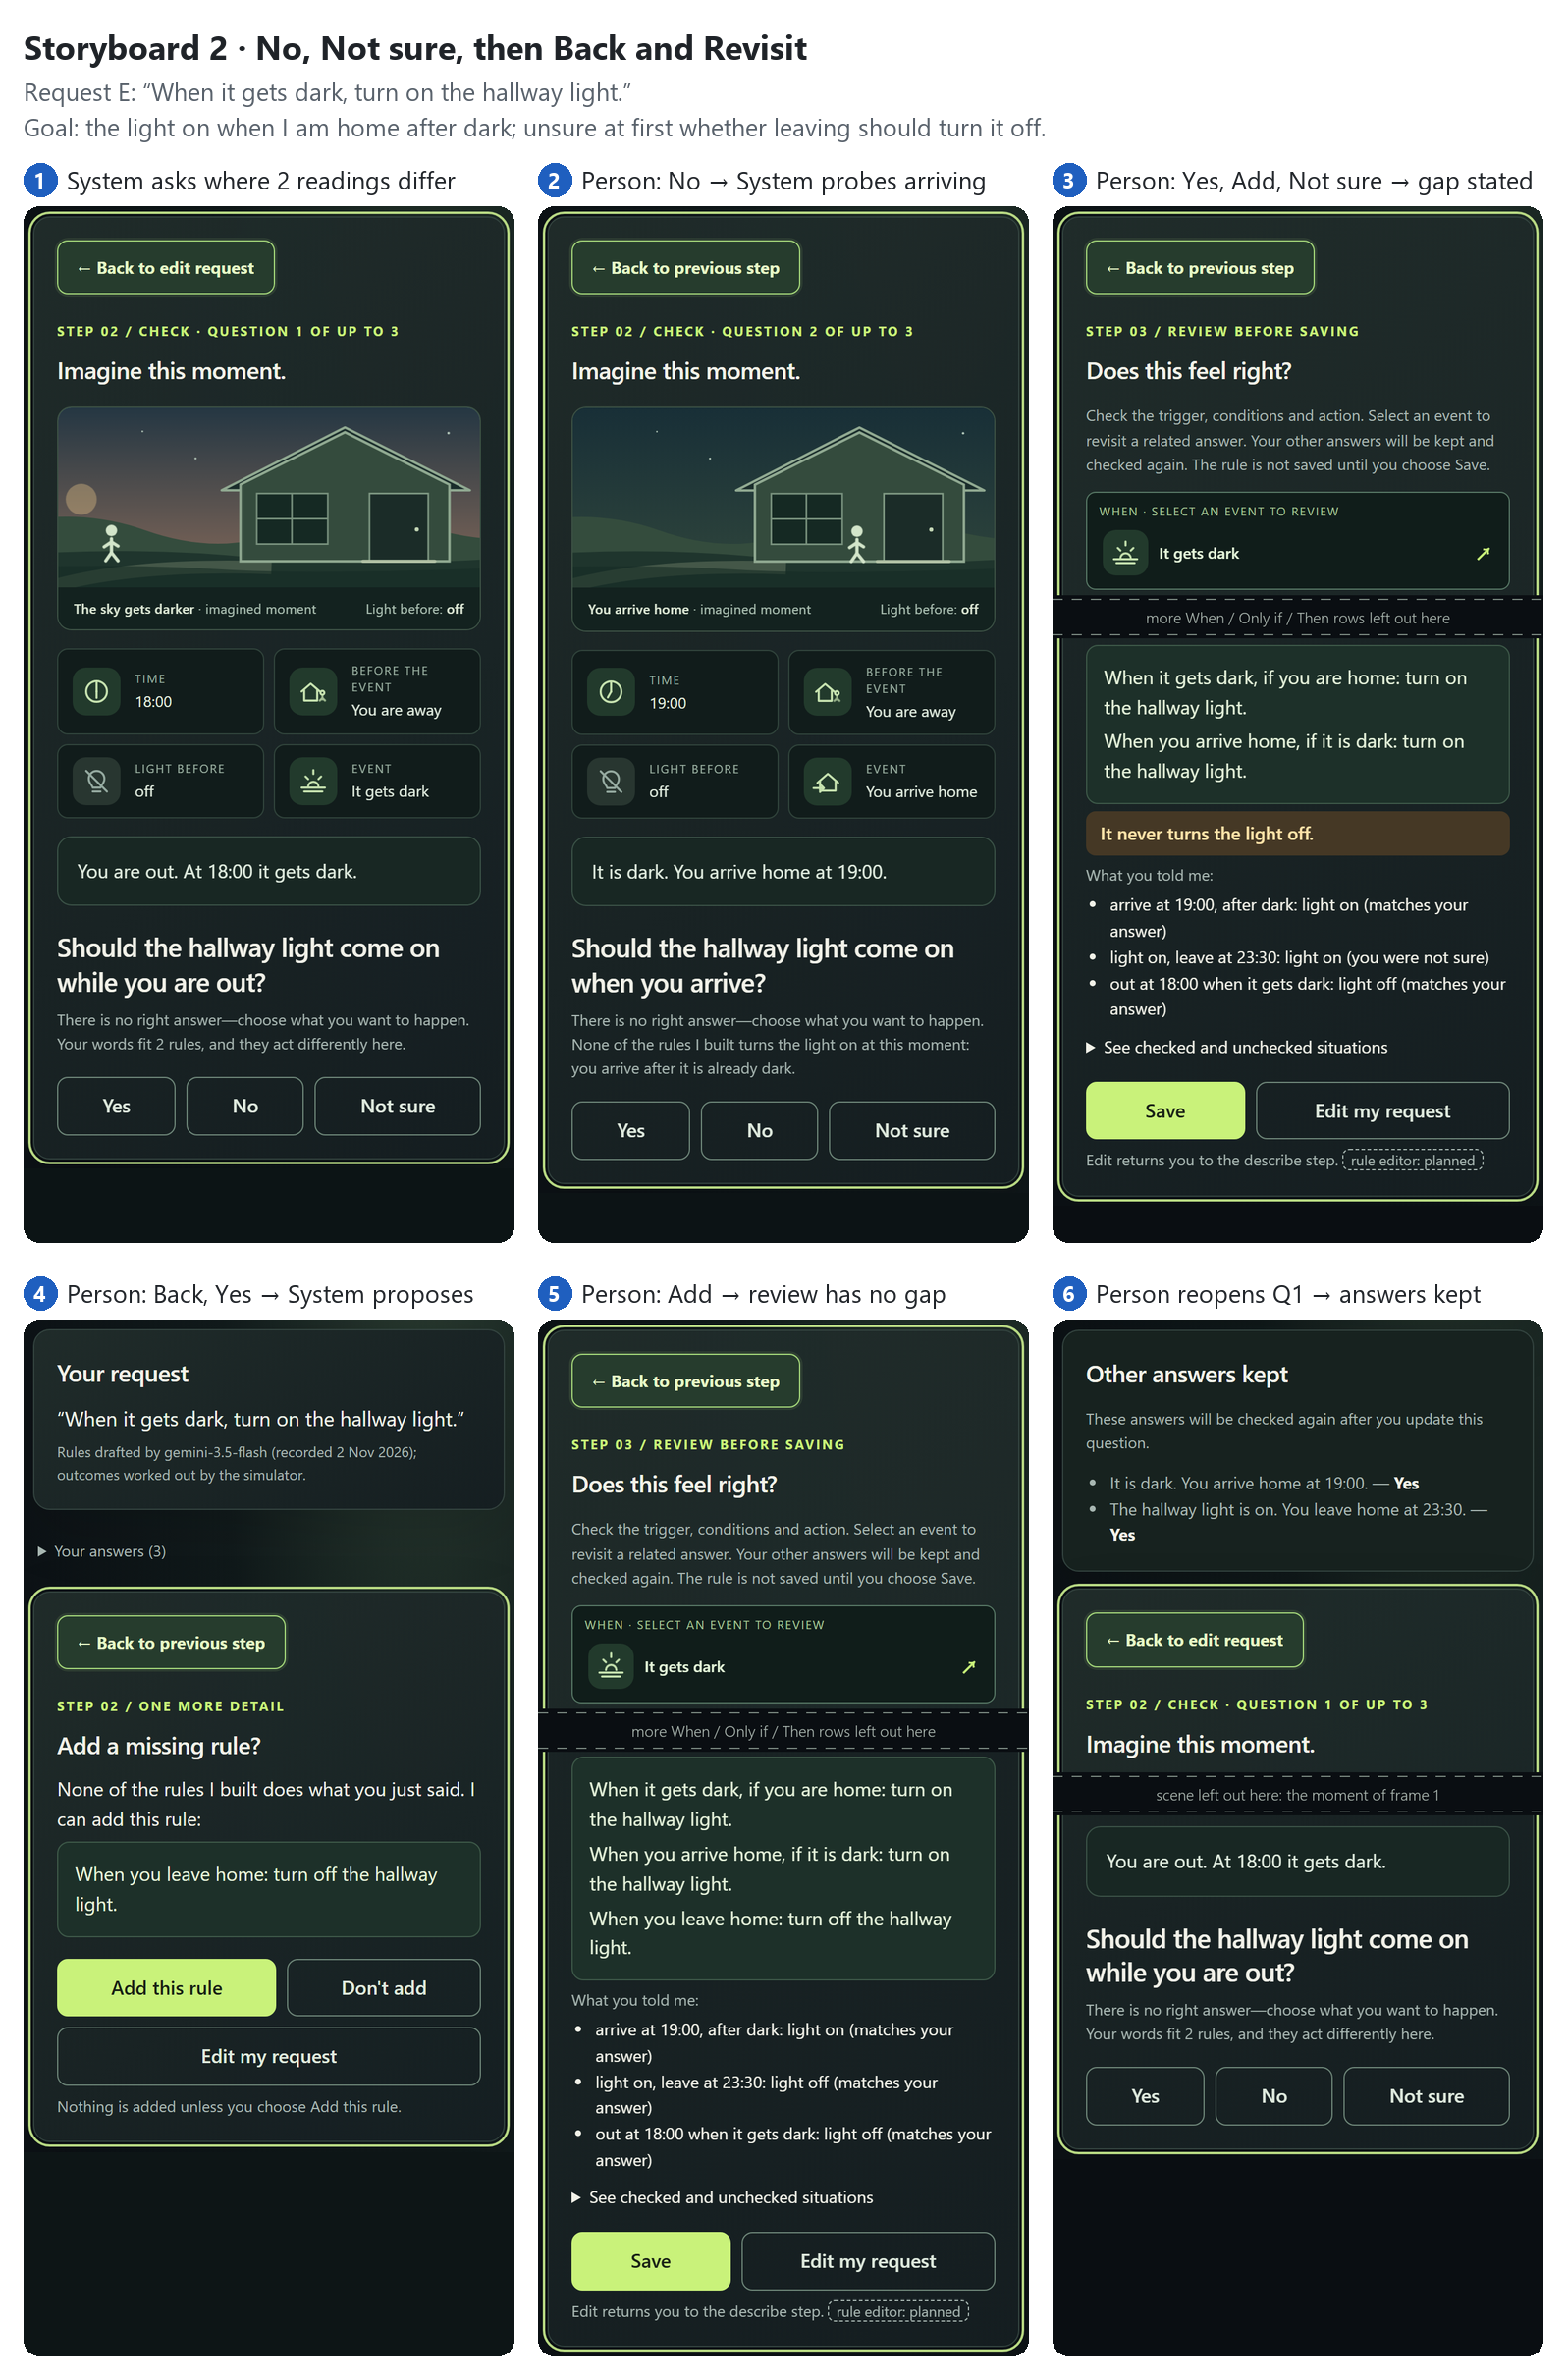 Storyboard 2 · No, Not sure, then Back and Revisit
Request E: “When it gets dark, turn on the hallway light.”
Goal: the light on when I am home after dark; unsure at first whether leaving should turn it off.
1 System asks where 2 readings differ
← Back to edit request
STEP 02 / CHECK · QUESTION 1 OF UP TO 3
Imagine this moment.
The sky gets darker · imagined moment
Light before: off
TIME
18:00
BEFORE THE
EVENT
You are away
LIGHT BEFORE
off
EVENT
It gets dark
You are out. At 18:00 it gets dark.
Should the hallway light come on
while you are out?
There is no right answer—choose what you want to happen.
Your words fit 2 rules, and they act differently here.
Yes
No
Not sure
2 Person: No → System probes arriving
← Back to previous step
STEP 02 / CHECK · QUESTION 2 OF UP TO 3
Imagine this moment.
You arrive home · imagined moment
Light before: off
TIME
19:00
BEFORE THE
EVENT
You are away
LIGHT BEFORE
off
EVENT
You arrive home
It is dark. You arrive home at 19:00.
Should the hallway light come on
when you arrive?
There is no right answer—choose what you want to happen.
None of the rules I built turns the light on at this moment:
you arrive after it is already dark.
Yes
No
Not sure
3 Person: Yes, Add, Not sure → gap stated
← Back to previous step
STEP 03 / REVIEW BEFORE SAVING
Does this feel right?
Check the trigger, conditions and action. Select an event to
revisit a related answer. Your other answers will be kept and
checked again. The rule is not saved until you choose Save.
WHEN · SELECT AN EVENT TO REVIEW
It gets dark
more When / Only if / Then rows left out here
When it gets dark, if you are home: turn on
the hallway light.
When you arrive home, if it is dark: turn on
the hallway light.
It never turns the light off.
What you told me:
• arrive at 19:00, after dark: light on (matches your
answer)
• light on, leave at 23:30: light on (you were not sure)
• out at 18:00 when it gets dark: light off (matches your
answer)
▶ See checked and unchecked situations
Save
Edit my request
Edit returns you to the describe step. rule editor: planned
4 Person: Back, Yes → System proposes
Your request
“When it gets dark, turn on the hallway light.”
Rules drafted by gemini-3.5-flash (recorded 2 Nov 2026);
outcomes worked out by the simulator.
▶ Your answers (3)
← Back to previous step
STEP 02 / ONE MORE DETAIL
Add a missing rule?
None of the rules I built does what you just said. I
can add this rule:
When you leave home: turn off the hallway
light.
Add this rule
Don't add
Edit my request
Nothing is added unless you choose Add this rule.
5 Person: Add → review has no gap
← Back to previous step
STEP 03 / REVIEW BEFORE SAVING
Does this feel right?
Check the trigger, conditions and action. Select an event to
revisit a related answer. Your other answers will be kept and
checked again. The rule is not saved until you choose Save.
WHEN · SELECT AN EVENT TO REVIEW
It gets dark
more When / Only if / Then rows left out here
When it gets dark, if you are home: turn on
the hallway light.
When you arrive home, if it is dark: turn on
the hallway light.
When you leave home: turn off the hallway
light.
What you told me:
• arrive at 19:00, after dark: light on (matches your
answer)
• light on, leave at 23:30: light off (matches your
answer)
• out at 18:00 when it gets dark: light off (matches your
answer)
▶ See checked and unchecked situations
Save
Edit my request
Edit returns you to the describe step. rule editor: planned
6 Person reopens Q1 → answers kept
Other answers kept
These answers will be checked again after you update this
question.
• It is dark. You arrive home at 19:00. — Yes
• The hallway light is on. You leave home at 23:30. —
Yes
← Back to edit request
STEP 02 / CHECK · QUESTION 1 OF UP TO 3
Imagine this moment.
scene left out here: the moment of frame 1
You are out. At 18:00 it gets dark.
Should the hallway light come on
while you are out?
There is no right answer—choose what you want to happen.
Your words fit 2 rules, and they act differently here.
Yes
No
Not sure